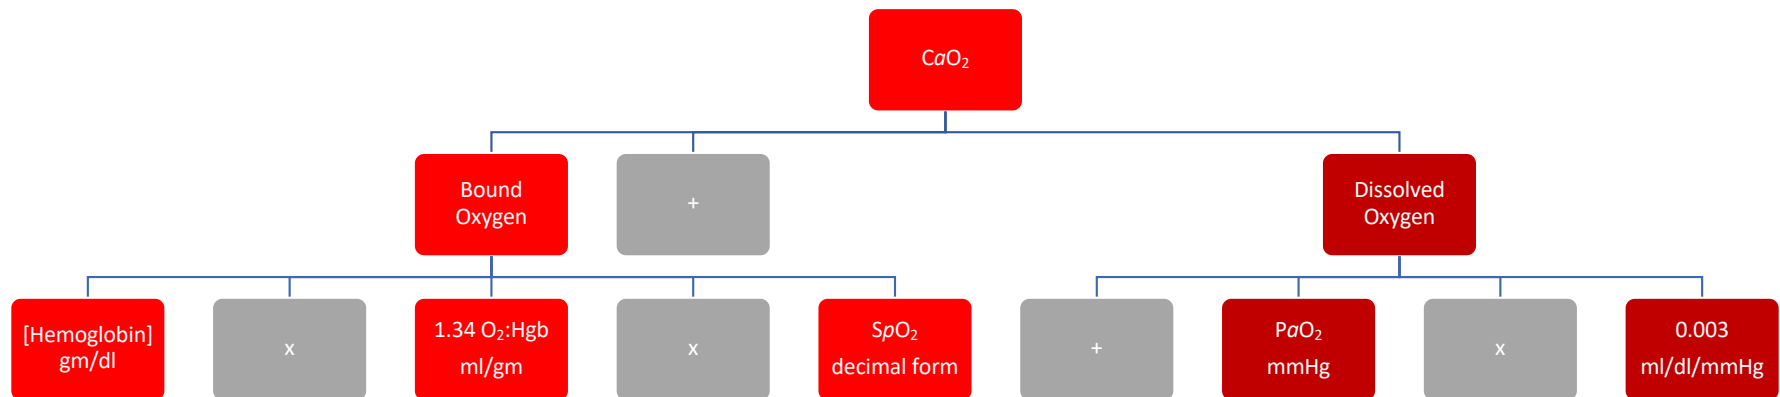 CaO₂
Bound
Oxygen
+
Dissolved
Oxygen
[Hemoglobin]
gm/dl
x
1.34 O₂:Hgb
ml/gm
x
SpO₂
decimal form
+
PaO₂
mmHg
x
0.003
ml/dl/mmHg